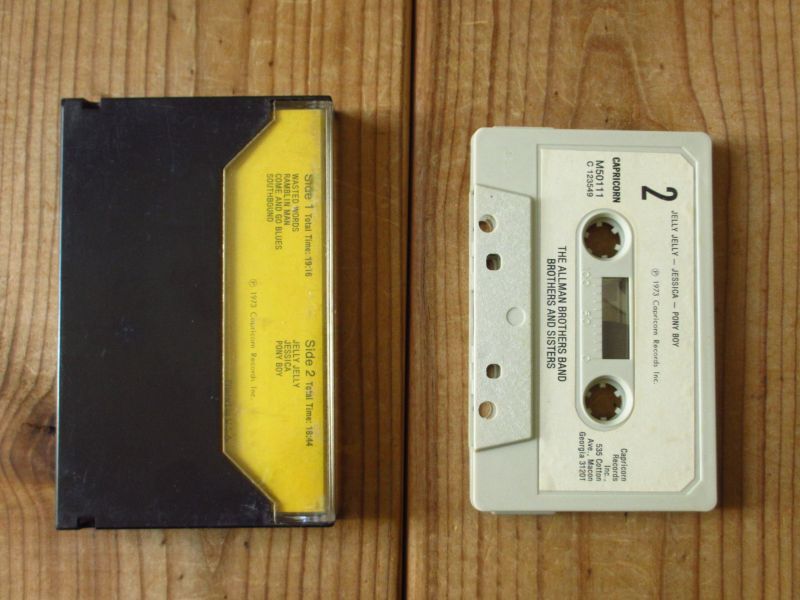 Side 1 Total Time: 19:16
WASTED WORDS
RAMBLIN MAN
COME AND GO BLUES
SOUTHBOUND
Side 2 Total Time: 18:44
JELLY JELLY
JESSICA
PONY BOY
℗ 1973 Capricorn Records Inc.
2
JELLY JELLY — JESSICA — PONY BOY
℗ 1973 Capricorn Records Inc.
CAPRICORN
M50111
C 123549
THE ALLMAN BROTHERS BAND
BROTHERS AND SISTERS
Capricorn
Records
Inc.,
535 Cotton
Ave., Macon
Georgia 31201